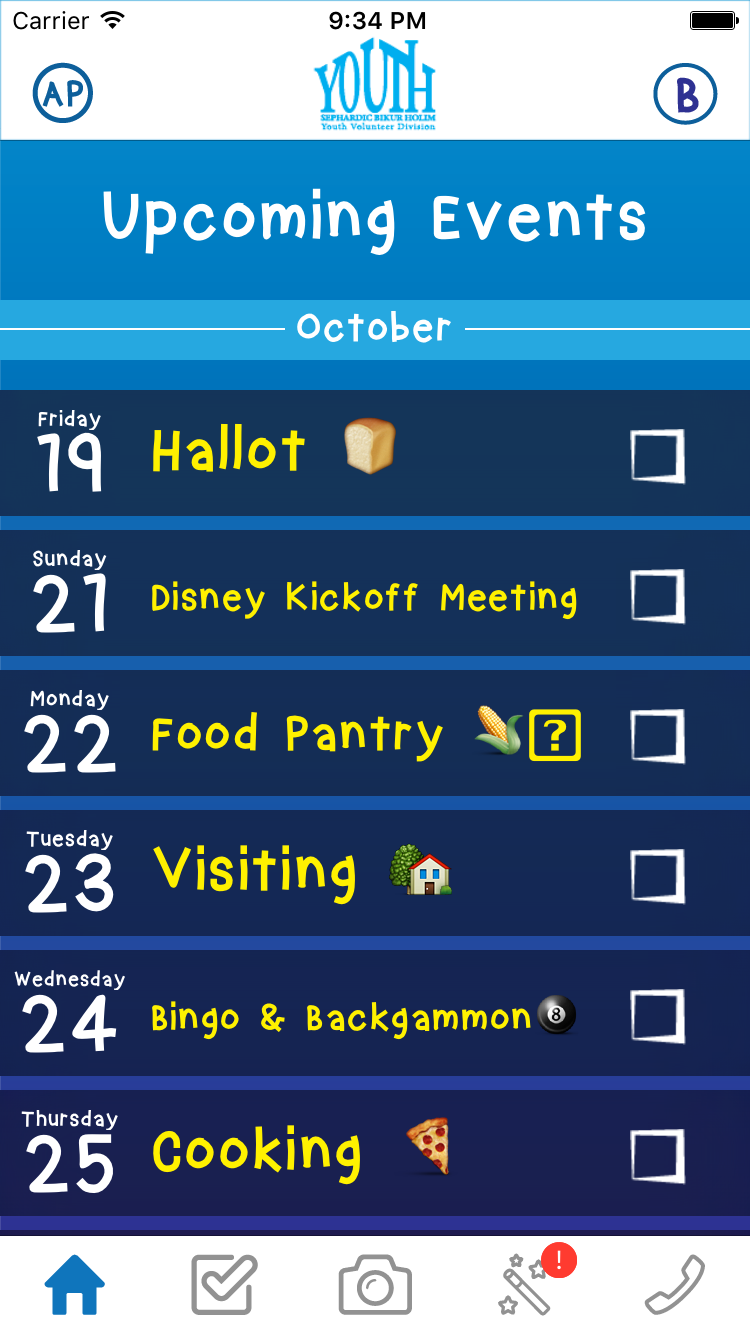 Carrier 9:34 PM
AP
YOUTH
SEPHARDIC BIKUR HOLIM
Youth Volunteer Division
B
Upcoming Events
October
Friday
19
Hallot 🍞
Sunday
21
Disney Kickoff Meeting
Monday
22
Food Pantry 🌽?
Tuesday
23
Visiting 🏡
Wednesday
24
Bingo & Backgammon🎱
Thursday
25
Cooking 🍕
!